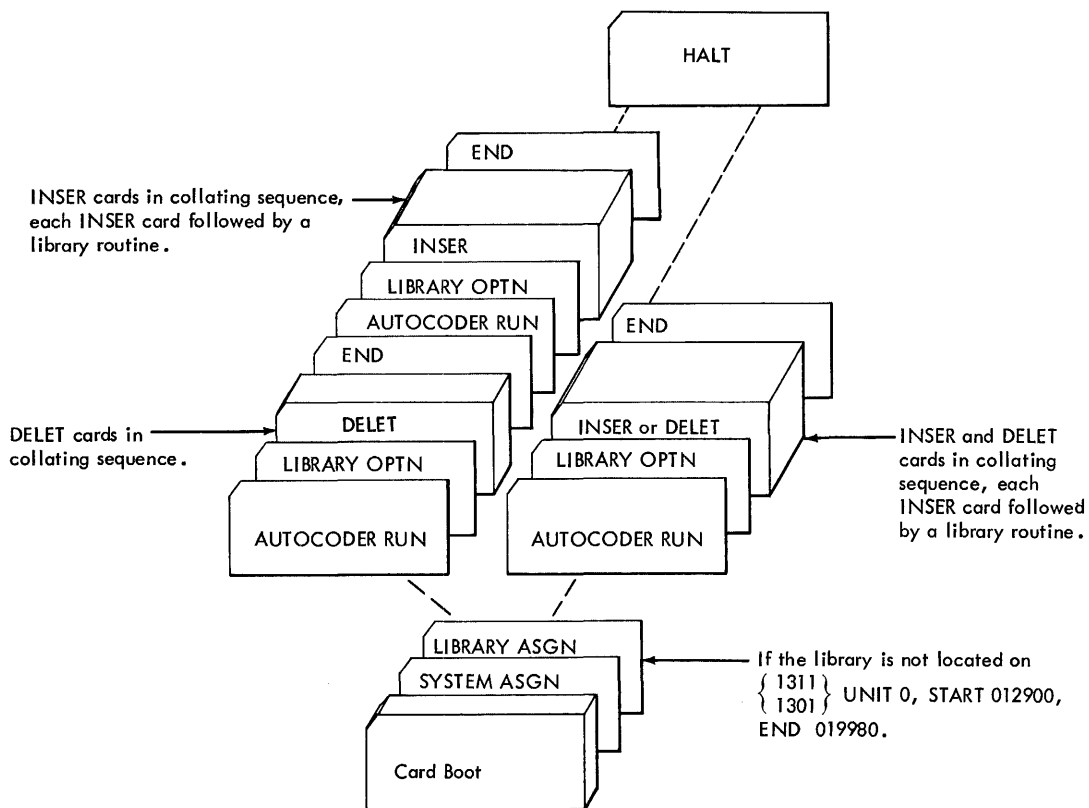 HALT
END
INSER cards in collating sequence,
each INSER card followed by a
library routine.
INSER
LIBRARY OPTN
AUTOCODER RUN
END
END
DELET cards in
collating sequence.
DELET
LIBRARY OPTN
AUTOCODER RUN
INSER or DELET
LIBRARY OPTN
AUTOCODER RUN
INSER and DELET
cards in collating
sequence, each
INSER card followed
by a library routine.
LIBRARY ASGN
SYSTEM ASGN
Card Boot
If the library is not located on
{ 1311 }
{ 1301 } UNIT 0, START 012900,
END 019980.